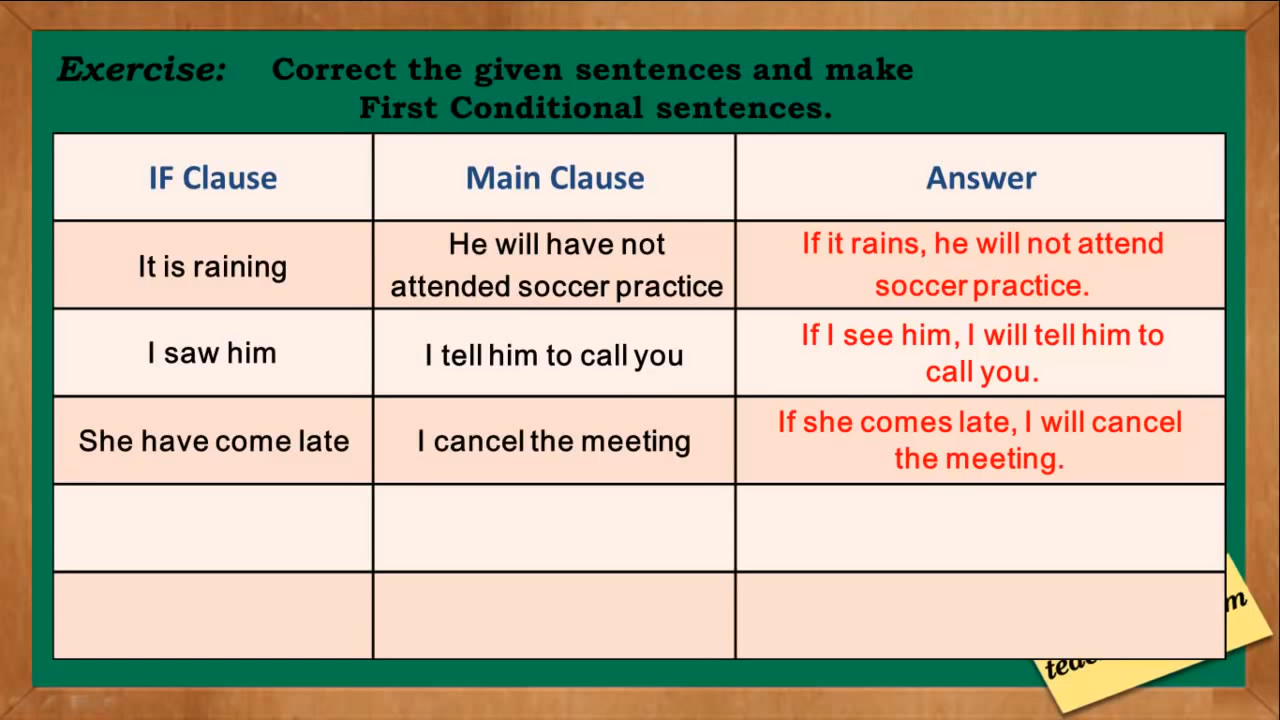 Exercise: Correct the given sentences and make
First Conditional sentences.
IF Clause
Main Clause
Answer
It is raining
He will have not
attended soccer practice
If it rains, he will not attend
soccer practice.
I saw him
I tell him to call you
If I see him, I will tell him to
call you.
She have come late
I cancel the meeting
If she comes late, I will cancel
the meeting.